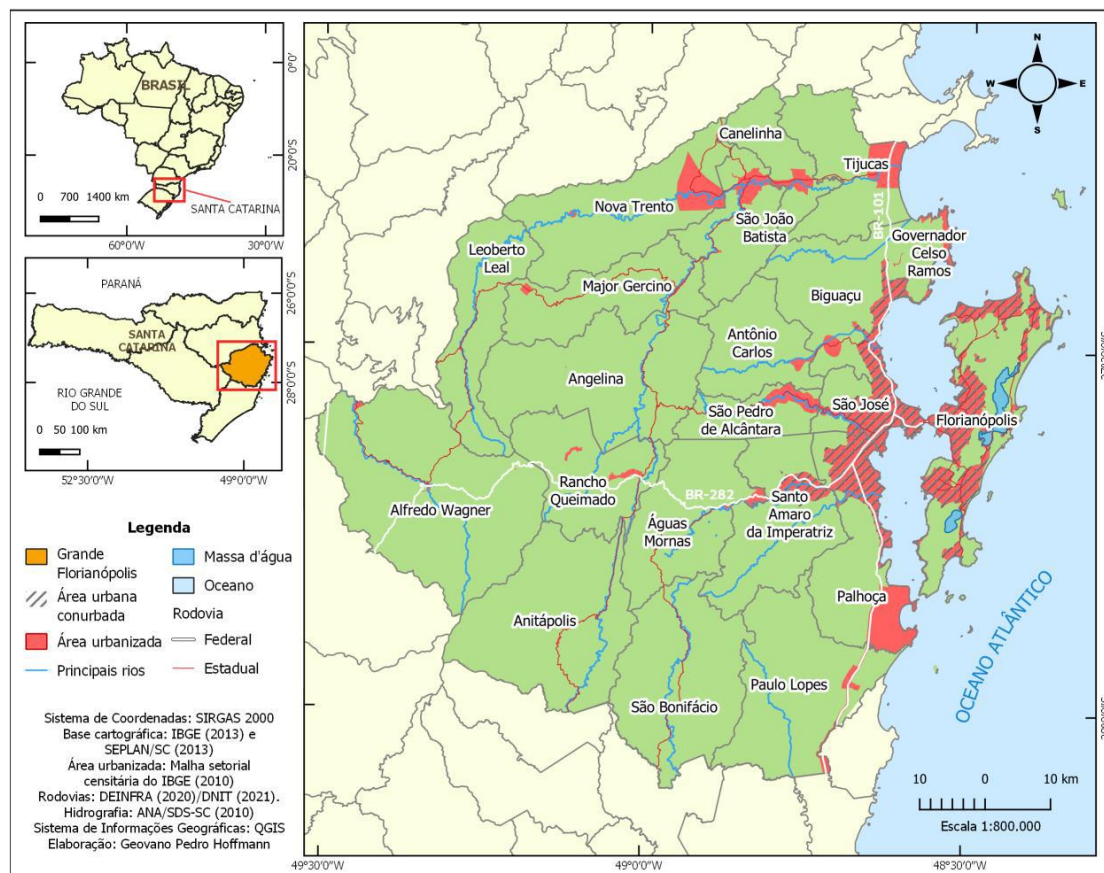 BRASIL
0°0'
20°0'S
0 700 1400 km
SANTA CATARINA
60°0'0"W
30°0'0"W
PARANÁ
26°0'0"S
SANTA
CATARINA
28°0'0"S
RIO GRANDE
DO SUL
0 50 100 km
52°30'0"W
49°0'0"W
Legenda
Grande
Florianópolis
Área urbana
conurbada
Área urbanizada
Principais rios
Massa d'água
Oceano
Rodovia
Federal
Estadual
Sistema de Coordenadas: SIRGAS 2000
Base cartográfica: IBGE (2013) e
SEPLAN/SC (2013)
Área urbanizada: Malha setorial
censitária do IBGE (2010)
Rodovias: DEINFRA (2020)/DNIT (2021).
Hidrografia: ANA/SDS-SC (2010)
Sistema de Informações Geográficas: QGIS
Elaboração: Geovano Pedro Hoffmann
N
W E
S
Canelinha
Tijucas
BR-101
Nova Trento
São João
Batista
Governador
Celso
Ramos
Leoberto
Leal
Major Gercino
Biguaçu
Antônio
Carlos
Angelina
São Pedro
de Alcântara
São José
Florianópolis
Rancho
Queimado
BR-282
Alfredo Wagner
Águas
Mornas
Santo
Amaro
da Imperatriz
Palhoça
Anitápolis
Paulo Lopes
São Bonifácio
OCEANO ATLÂNTICO
10 0 10 km
Escala 1:800.000
49°30'0"W
49°0'0"W
48°30'0"W